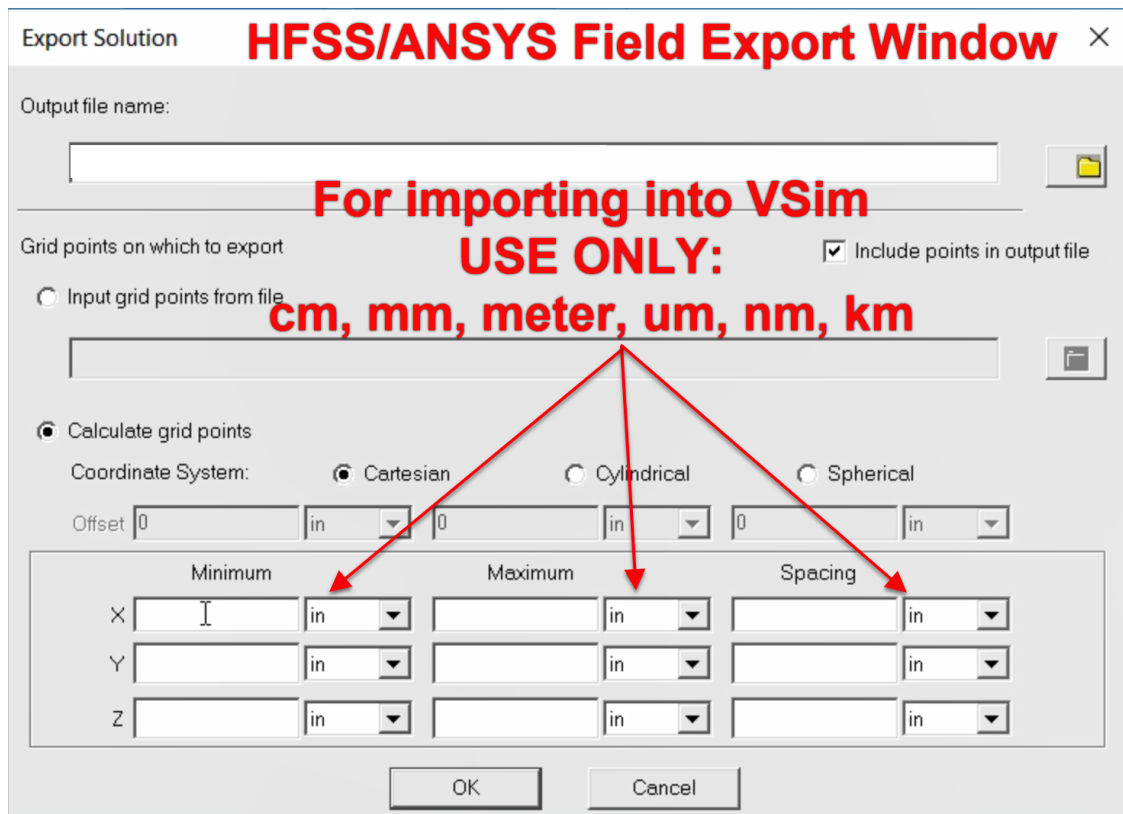 Export Solution HFSS/ANSYS Field Export Window
Output file name:
For importing into VSim
USE ONLY:
cm, mm, meter, um, nm, km
Grid points on which to export
Include points in output file
Input grid points from file
Calculate grid points
Coordinate System: Cartesian Cylindrical Spherical
Offset 0 in 0 in 0 in
Minimum Maximum Spacing
X in in in
Y in in in
Z in in in
OK Cancel